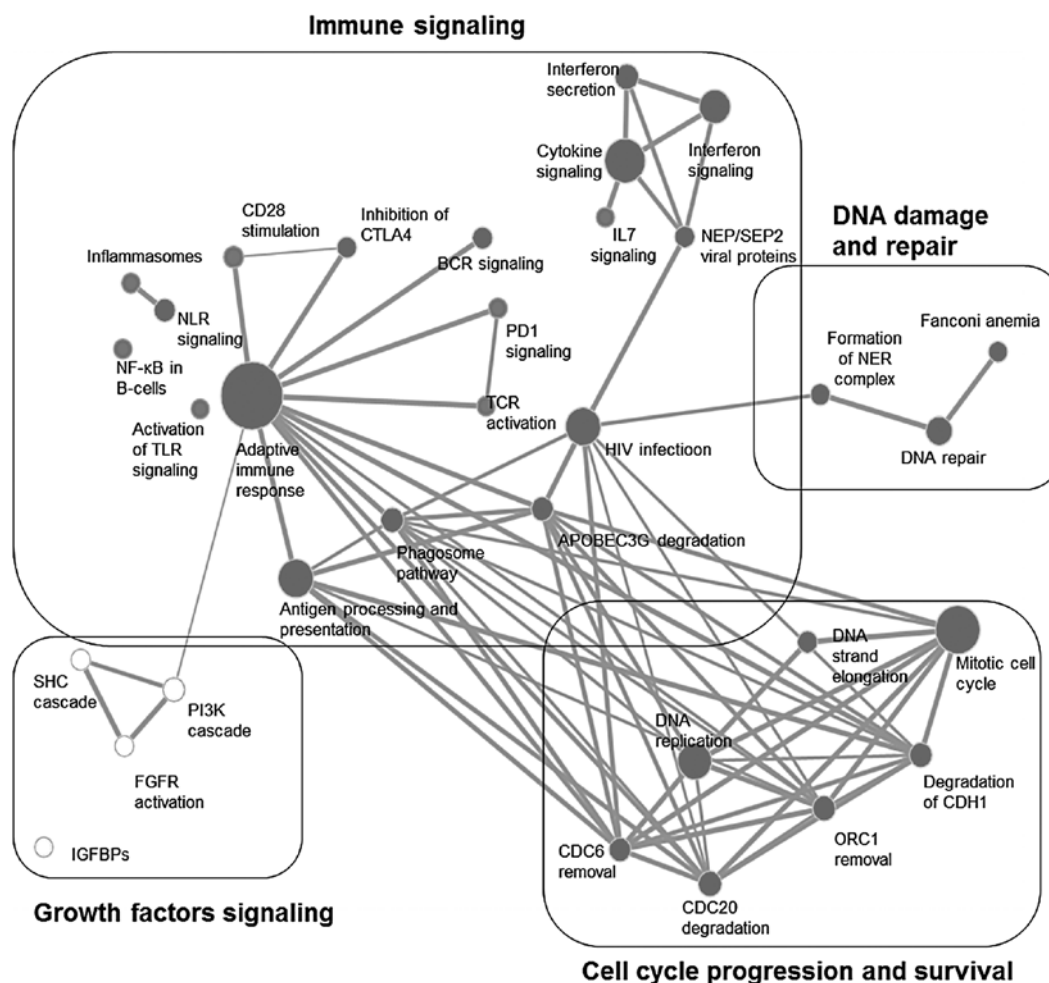 Immune signaling
Interferon
secretion
Cytokine
signaling
Interferon
signaling
IL7
signaling
NEP/SEP2
viral proteins
CD28
stimulation
Inhibition of
CTLA4
BCR signaling
Inflammasomes
NLR
signaling
PD1
signaling
NF-κB in
B-cells
TCR
activation
Activation
of TLR
signaling
Adaptive
immune
response
HIV infectioon
Phagosome
pathway
APOBEC3G degradation
Antigen processing and
presentation
DNA damage
and repair
Fanconi anemia
Formation
of NER
complex
DNA repair
SHC
cascade
PI3K
cascade
FGFR
activation
IGFBPs
Growth factors signaling
DNA
strand
elongation
Mitotic cell
cycle
DNA
replication
Degradation
of CDH1
ORC1
removal
CDC6
removal
CDC20
degradation
Cell cycle progression and survival